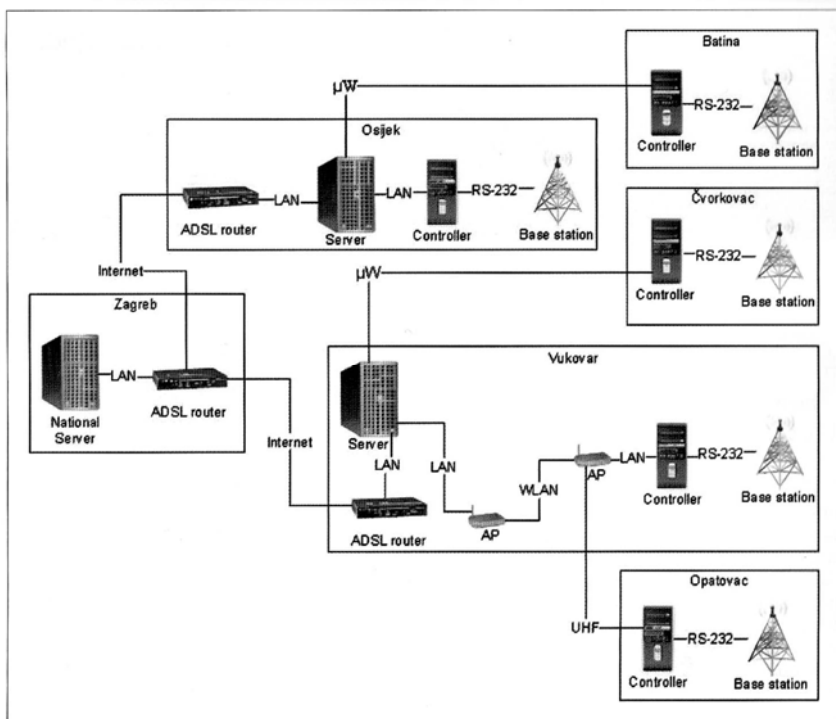 Batina
µW
RS-232
Controller
Base station
Osijek
LAN
LAN
RS-232
ADSL router
Server
Controller
Base station
Čvorkovac
RS-232
Controller
Base station
Internet
µW
Zagreb
LAN
National
Server
ADSL router
Internet
Vukovar
Server
LAN
LAN
WLAN
AP
LAN
RS-232
Controller
Base station
ADSL router
AP
Opatovac
UHF
RS-232
Controller
Base station